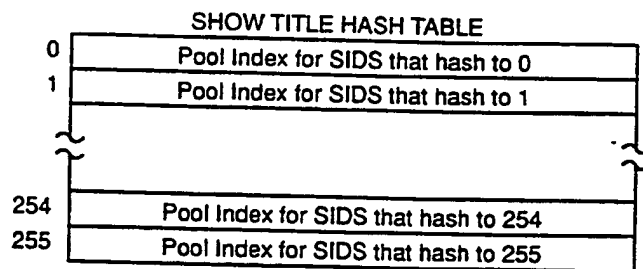 SHOW TITLE HASH TABLE
0 Pool Index for SIDS that hash to 0
1 Pool Index for SIDS that hash to 1
254 Pool Index for SIDS that hash to 254
255 Pool Index for SIDS that hash to 255